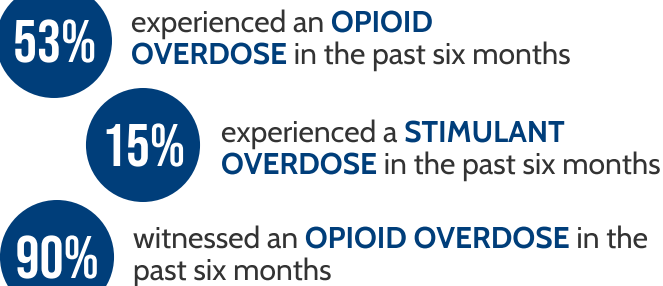 53%
experienced an OPIOID
OVERDOSE in the past six months
15%
experienced a STIMULANT
OVERDOSE in the past six months
90%
witnessed an OPIOID OVERDOSE in the
past six months